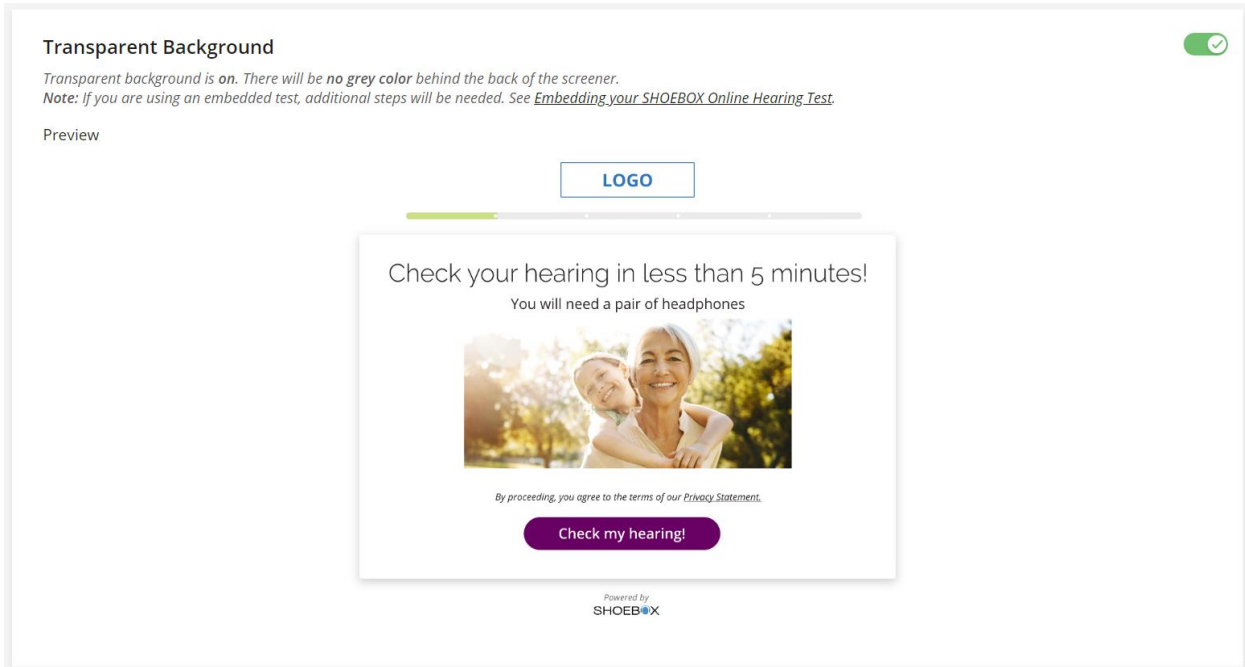 Transparent Background
Transparent background is on. There will be no grey color behind the back of the screener.
Note: If you are using an embedded test, additional steps will be needed. See Embedding your SHOEBOX Online Hearing Test.
Preview
LOGO
Check your hearing in less than 5 minutes!
You will need a pair of headphones
By proceeding, you agree to the terms of our Privacy Statement.
Check my hearing!
Powered by
SHOEBOX